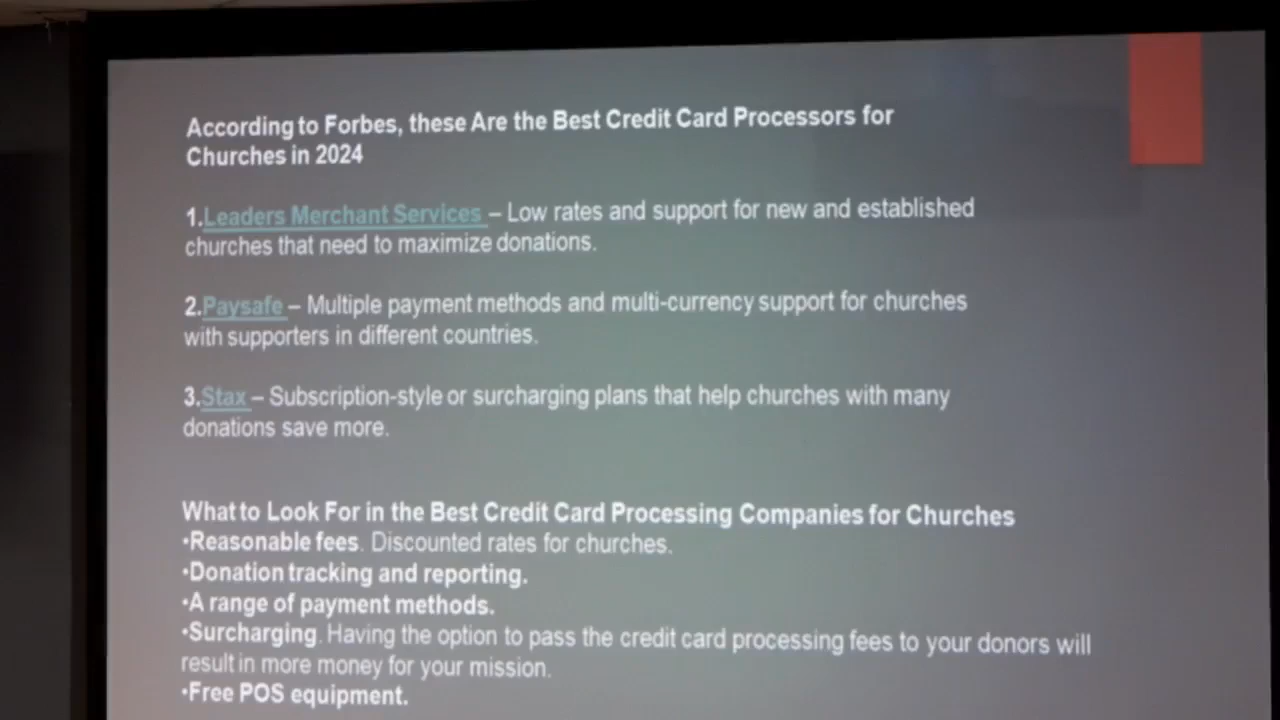 According to Forbes, these Are the Best Credit Card Processors for
Churches in 2024
1.Leaders Merchant Services – Low rates and support for new and established
churches that need to maximize donations.
2.Paysafe – Multiple payment methods and multi-currency support for churches
with supporters in different countries.
3.Stax – Subscription-style or surcharging plans that help churches with many
donations save more.
What to Look For in the Best Credit Card Processing Companies for Churches
•Reasonable fees. Discounted rates for churches.
•Donation tracking and reporting.
•A range of payment methods.
•Surcharging. Having the option to pass the credit card processing fees to your donors will
result in more money for your mission.
•Free POS equipment.